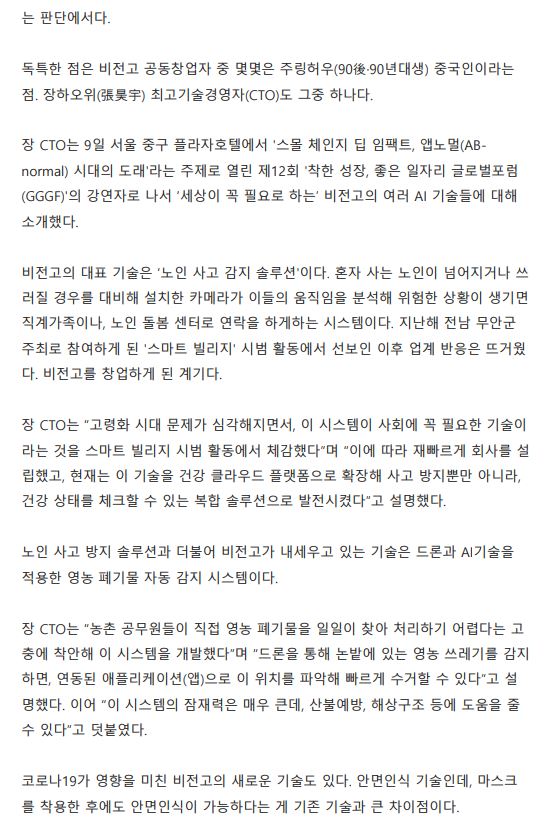 는 판단에서다.
독특한 점은 비전고 공동창업자 중 몇몇은 주링허우(90後·90년대생) 중국인이라는
점. 장하오위(張昊宇) 최고기술경영자(CTO)도 그중 하나다.
장 CTO는 9일 서울 중구 플라자호텔에서 '스몰 체인지 딥 임팩트, 앱노멀(AB-
normal) 시대의 도래'라는 주제로 열린 제12회 '착한 성장, 좋은 일자리 글로벌포럼
(GGGF)'의 강연자로 나서 ‘세상이 꼭 필요로 하는‘ 비전고의 여러 AI 기술들에 대해
소개했다.
비전고의 대표 기술은 ‘노인 사고 감지 솔루션'이다. 혼자 사는 노인이 넘어지거나 쓰
러질 경우를 대비해 설치한 카메라가 이들의 움직임을 분석해 위험한 상황이 생기면
직계가족이나, 노인 돌봄 센터로 연락을 하게하는 시스템이다. 지난해 전남 무안군
주최로 참여하게 된 '스마트 빌리지' 시범 활동에서 선보인 이후 업계 반응은 뜨거웠
다. 비전고를 창업하게 된 계기다.
장 CTO는 “고령화 시대 문제가 심각해지면서, 이 시스템이 사회에 꼭 필요한 기술이
라는 것을 스마트 빌리지 시범 활동에서 체감했다”며 “이에 따라 재빠르게 회사를 설
립했고, 현재는 이 기술을 건강 클라우드 플랫폼으로 확장해 사고 방지뿐만 아니라,
건강 상태를 체크할 수 있는 복합 솔루션으로 발전시켰다”고 설명했다.
노인 사고 방지 솔루션과 더불어 비전고가 내세우고 있는 기술은 드론과 AI기술을
적용한 영농 폐기물 자동 감지 시스템이다.
장 CTO는 “농촌 공무원들이 직접 영농 폐기물을 일일이 찾아 처리하기 어렵다는 고
충에 착안해 이 시스템을 개발했다”며 “드론을 통해 논밭에 있는 영농 쓰레기를 감지
하면, 연동된 애플리케이션(앱)으로 이 위치를 파악해 빠르게 수거할 수 있다”고 설
명했다. 이어 “이 시스템의 잠재력은 매우 큰데, 산불예방, 해상구조 등에 도움을 줄
수 있다”고 덧붙였다.
코로나19가 영향을 미친 비전고의 새로운 기술도 있다. 안면인식 기술인데, 마스크
를 착용한 후에도 안면인식이 가능하다는 게 기존 기술과 큰 차이점이다.